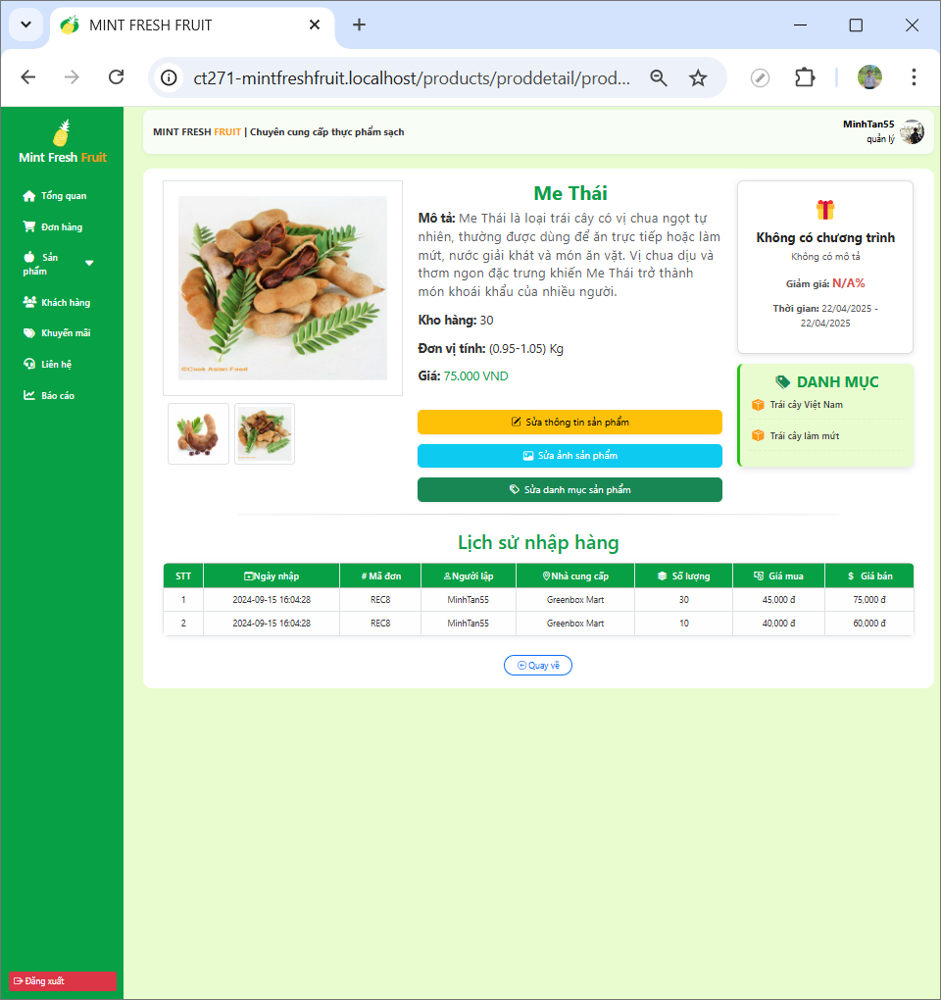 MINT FRESH FRUIT
ct271-mintfreshfruit.localhost/products/proddetail/prod...
Mint Fresh Fruit
Tổng quan
Đơn hàng
Sản
phẩm
Khách hàng
Khuyến mãi
Liên hệ
Báo cáo
Đăng xuất
MINT FRESH FRUIT | Chuyên cung cấp thực phẩm sạch
MinhTan55
quản lý
©Cook Asian Food
Me Thái
Mô tả: Me Thái là loại trái cây có vị chua ngọt tự
nhiên, thường được dùng để ăn trực tiếp hoặc làm
mứt, nước giải khát và món ăn vặt. Vị chua dịu và
thơm ngon đặc trưng khiến Me Thái trở thành
món khoái khẩu của nhiều người.
Kho hàng: 30
Đơn vị tính: (0.95-1.05) Kg
Giá: 75.000 VND
Sửa thông tin sản phẩm
Sửa ảnh sản phẩm
Sửa danh mục sản phẩm
Không có chương trình
Không có mô tả
Giảm giá: N/A%
Thời gian: 22/04/2025 -
22/04/2025
DANH MỤC
Trái cây Việt Nam
Trái cây làm mứt
Lịch sử nhập hàng
STT Ngày nhập # Mã đơn Người lập Nhà cung cấp Số lượng Giá mua $ Giá bán
1 2024-09-15 16:04:28 REC8 MinhTan55 Greenbox Mart 30 45,000 đ 75,000 đ
2 2024-09-15 16:04:28 REC8 MinhTan55 Greenbox Mart 10 40,000 đ 60,000 đ
Quay về